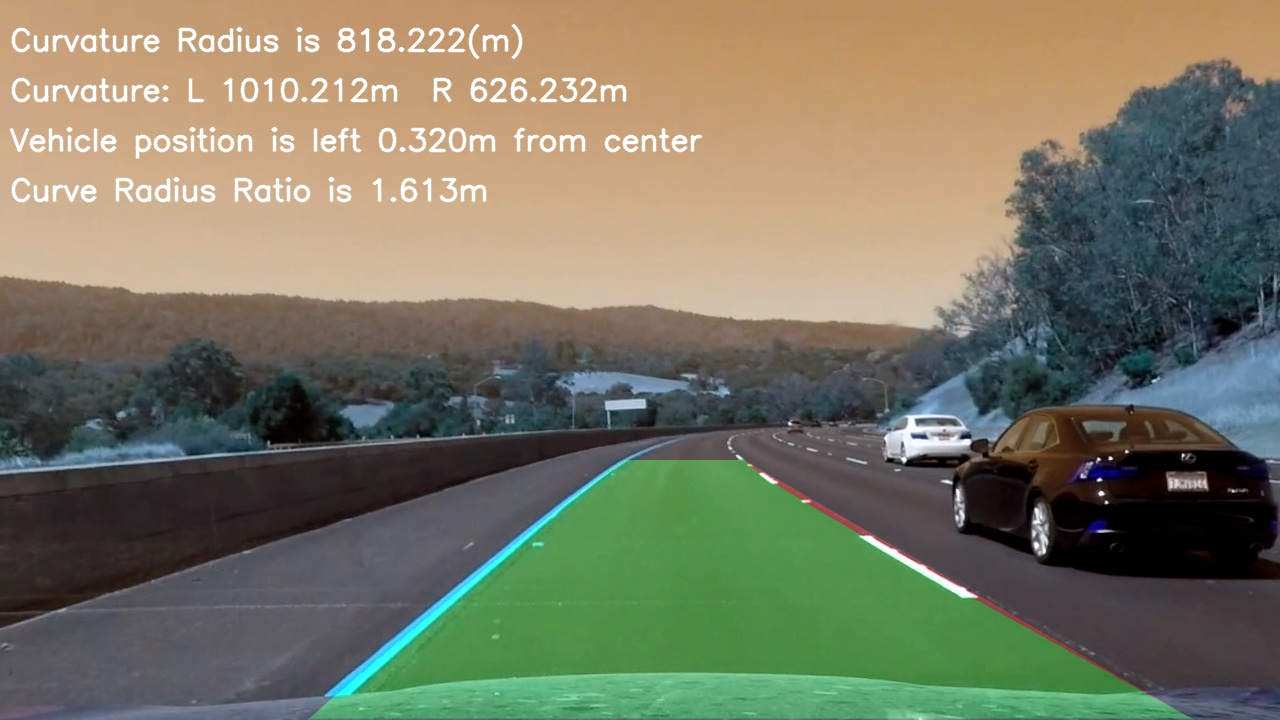 Curvature Radius is 818.222(m)
Curvature: L 1010.212m R 626.232m
Vehicle position is left 0.320m from center
Curve Radius Ratio is 1.613m